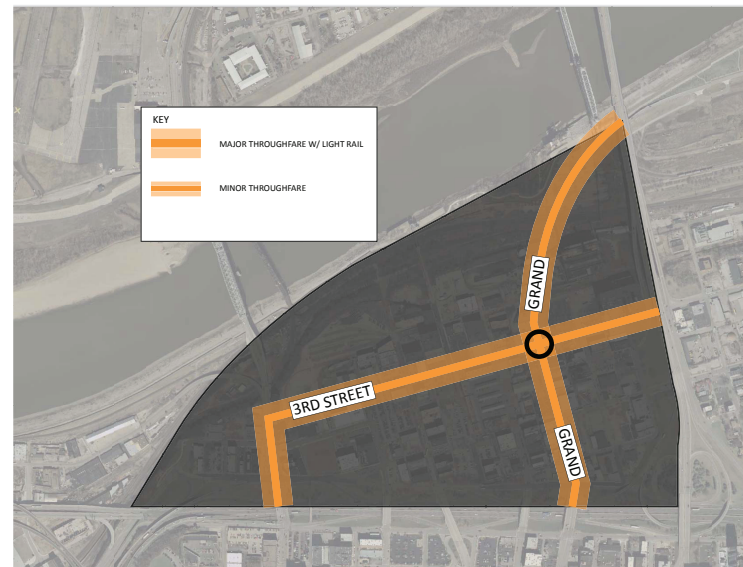 KEY
MAJOR THROUGHFARE W/ LIGHT RAIL
MINOR THROUGHFARE
GRAND
3RD STREET
GRAND